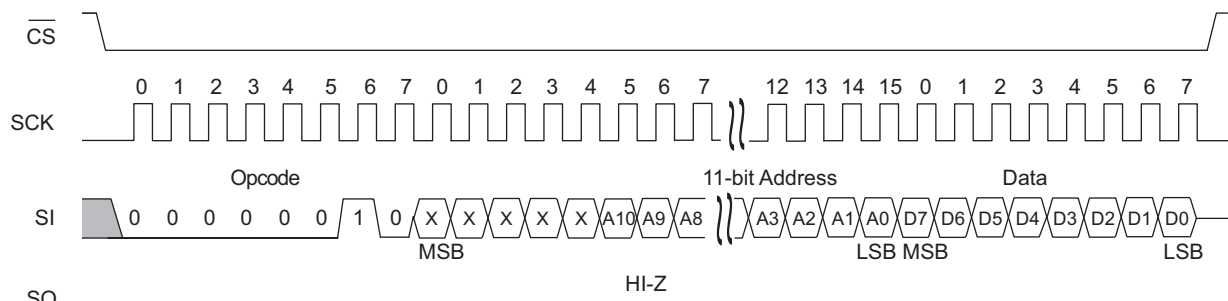 CS
0 1 2 3 4 5 6 7 0 1 2 3 4 5 6 7 12 13 14 15 0 1 2 3 4 5 6 7
SCK
Opcode 11-bit Address Data
SI 0 0 0 0 0 0 1 0 X X X X X A10 A9 A8 A3 A2 A1 A0 D7 D6 D5 D4 D3 D2 D1 D0
MSB LSB MSB LSB
HI-Z
SO